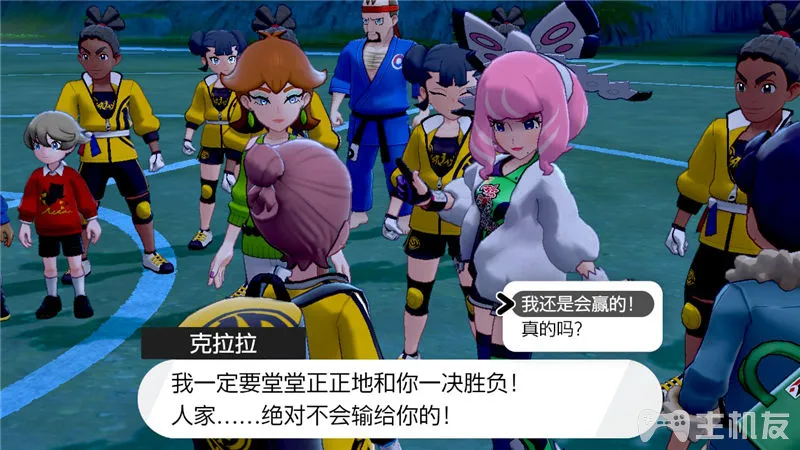 我还是会赢的！
真的吗？
克拉拉
我一定要堂堂正正地和你一决胜负！
人家……绝对不会输给你的！
主机友